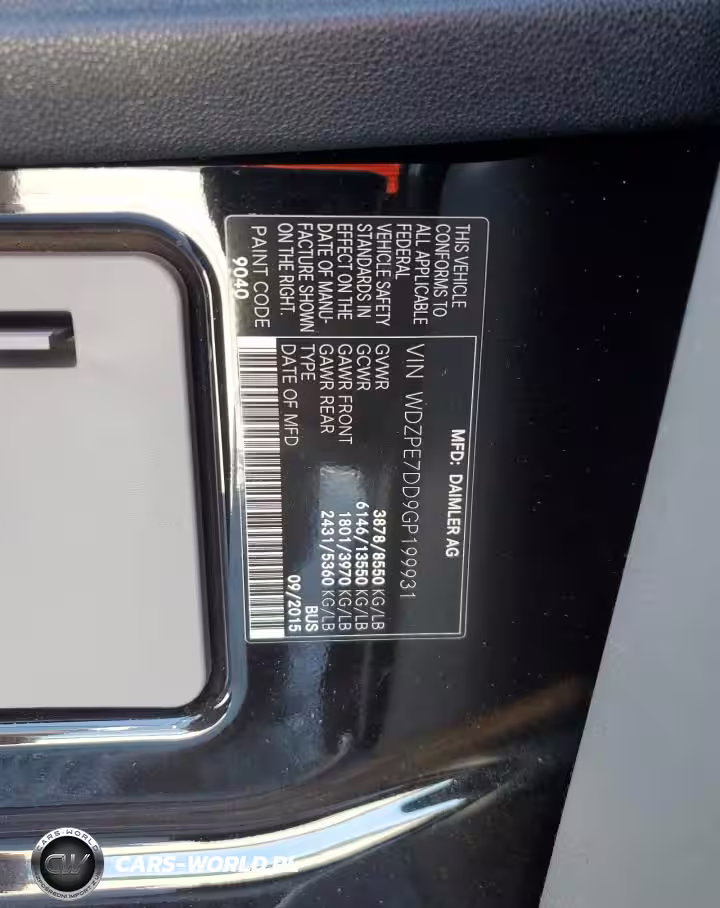 MFD: DAIMLER AG
THIS VEHICLE
CONFORMS TO
ALL APPLICABLE
FEDERAL
VEHICLE SAFETY
STANDARDS IN
EFFECT ON THE
DATE OF MANU-
FACTURE SHOWN
ON THE RIGHT.
PAINT CODE
9040
VIN WDZPE7DD9GP199931
GVWR 3878/8550 KG/LB
GCWR 6146/13550 KG/LB
GAWR FRONT 1801/3970 KG/LB
GAWR REAR 2431/5360 KG/LB
TYPE BUS
DATE OF MFD 09/2015
CARS-WORLD
CW
CARS-WORLD.PL